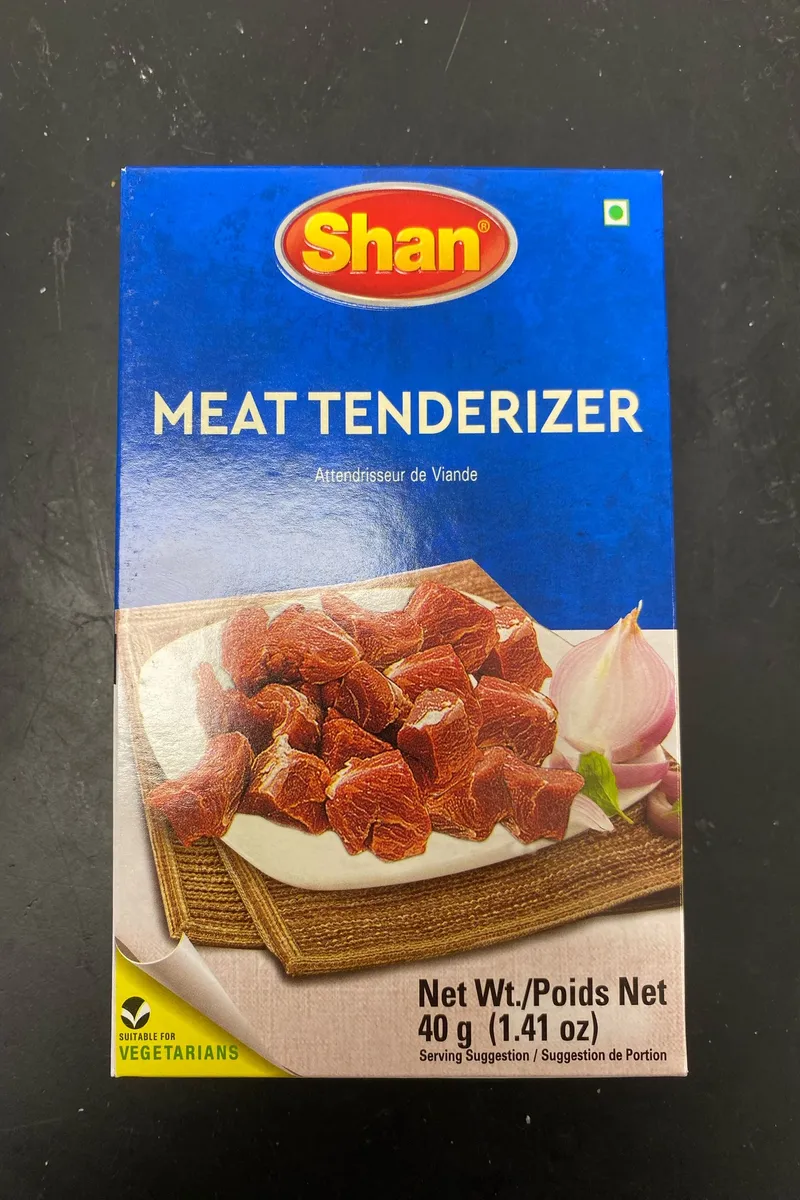 Shan®
MEAT TENDERIZER
Attendrisseur de Viande
Net Wt./Poids Net
40 g (1.41 oz)
Serving Suggestion / Suggestion de Portion
SUITABLE FOR
VEGETARIANS